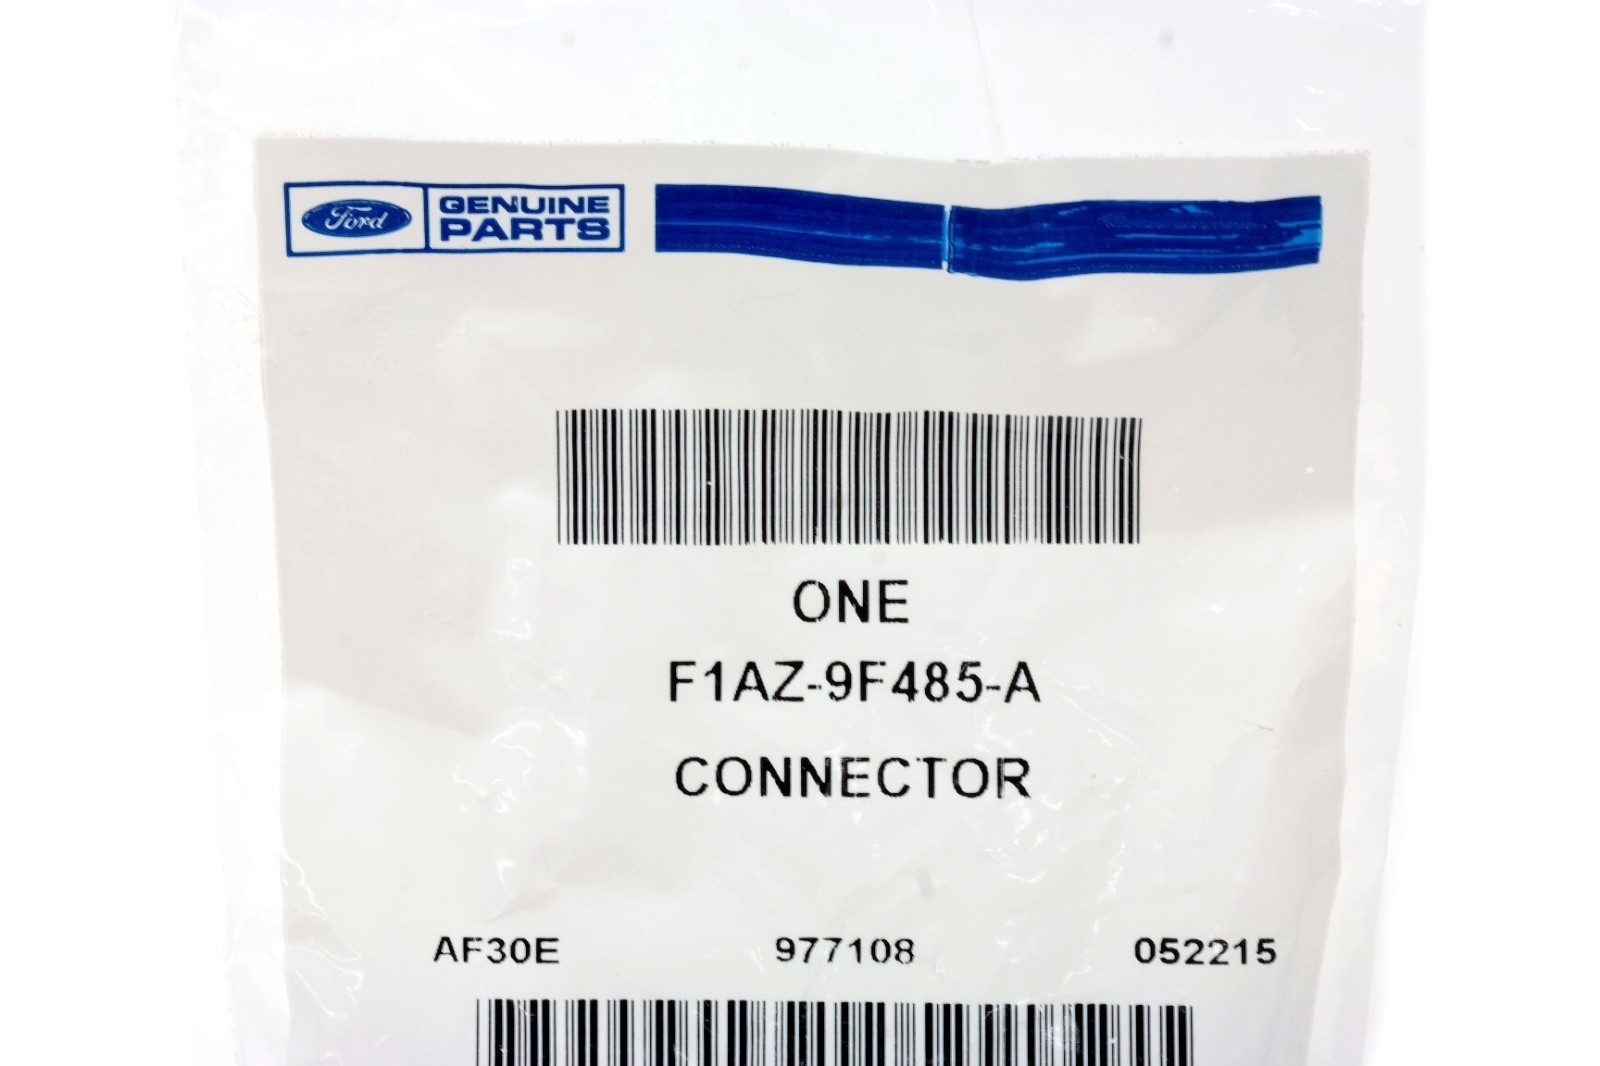 Ford GENUINE
PARTS
ONE
F1AZ-9F485-A
CONNECTOR
AF30E 977108 052215